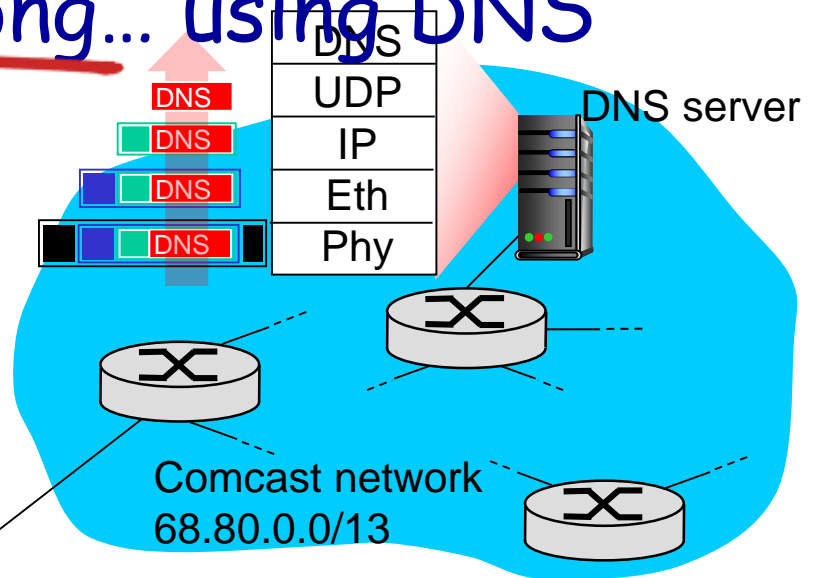 ong... using DNS
DNS
UDP
IP
Eth
Phy
DNS
DNS
DNS
DNS
DNS server
Comcast network
68.80.0.0/13